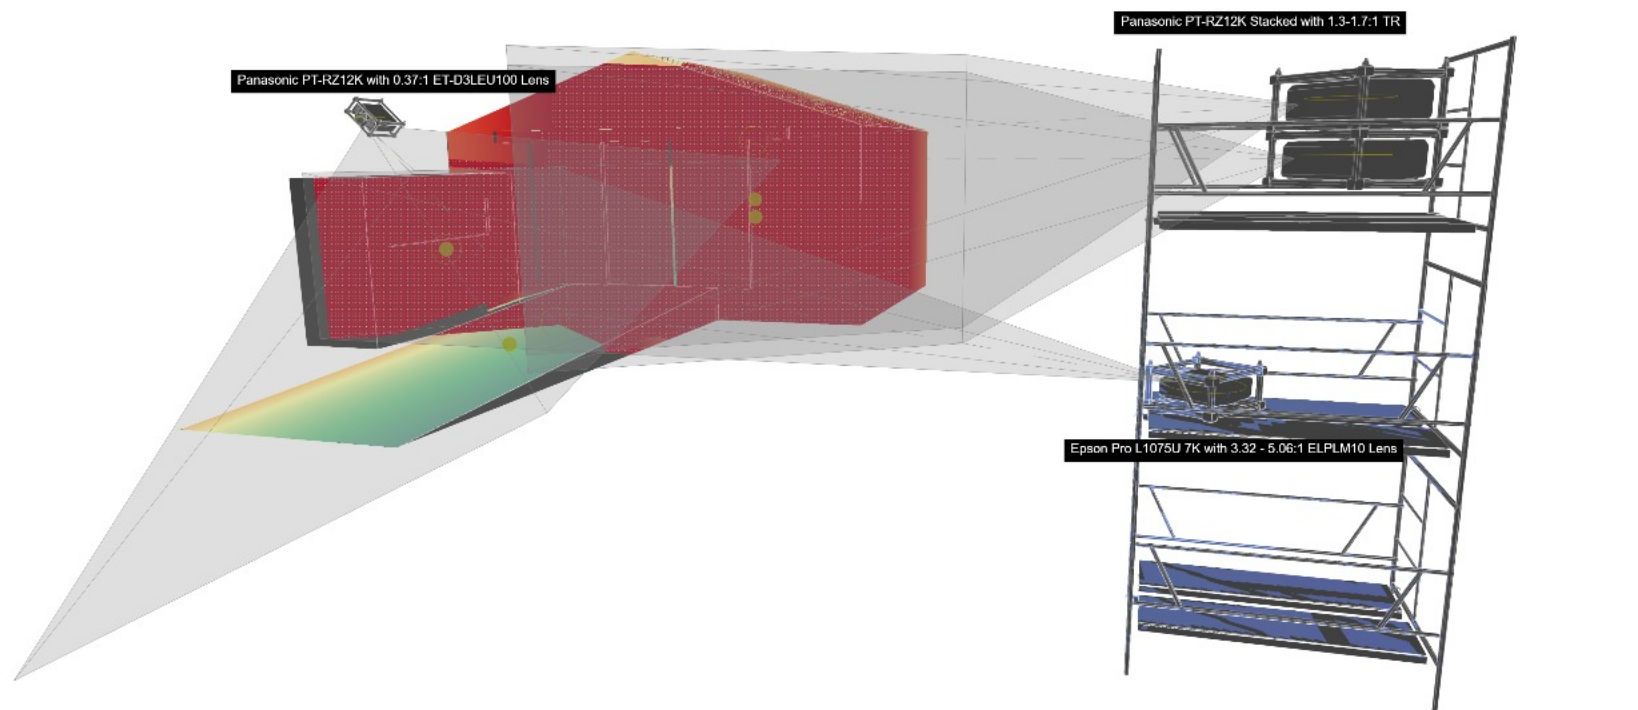 Panasonic PT-RZ12K Stacked with 1.3-1.7:1 TR
Panasonic PT-RZ12K with 0.37:1 ET-D3LEU100 Lens
Epson Pro L1075U 7K with 3.32 - 5.06:1 ELPLM10 Lens